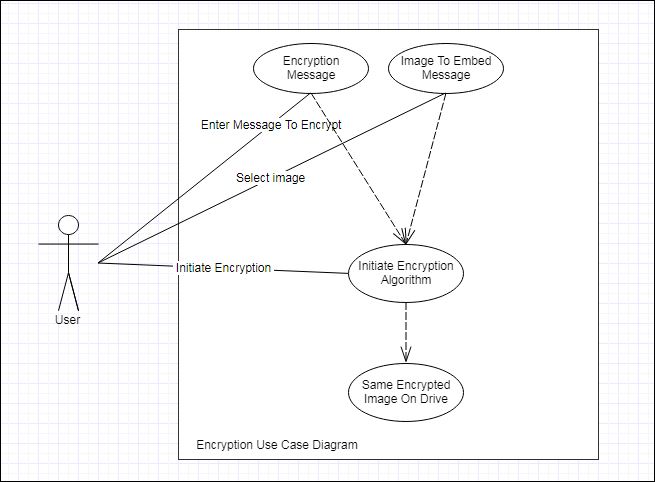 Encryption
Message
Image To Embed
Message
Enter Message To Encrypt
Select image
Initiate Encryption
Initiate Encryption
Algorithm
User
Same Encrypted
Image On Drive
Encryption Use Case Diagram